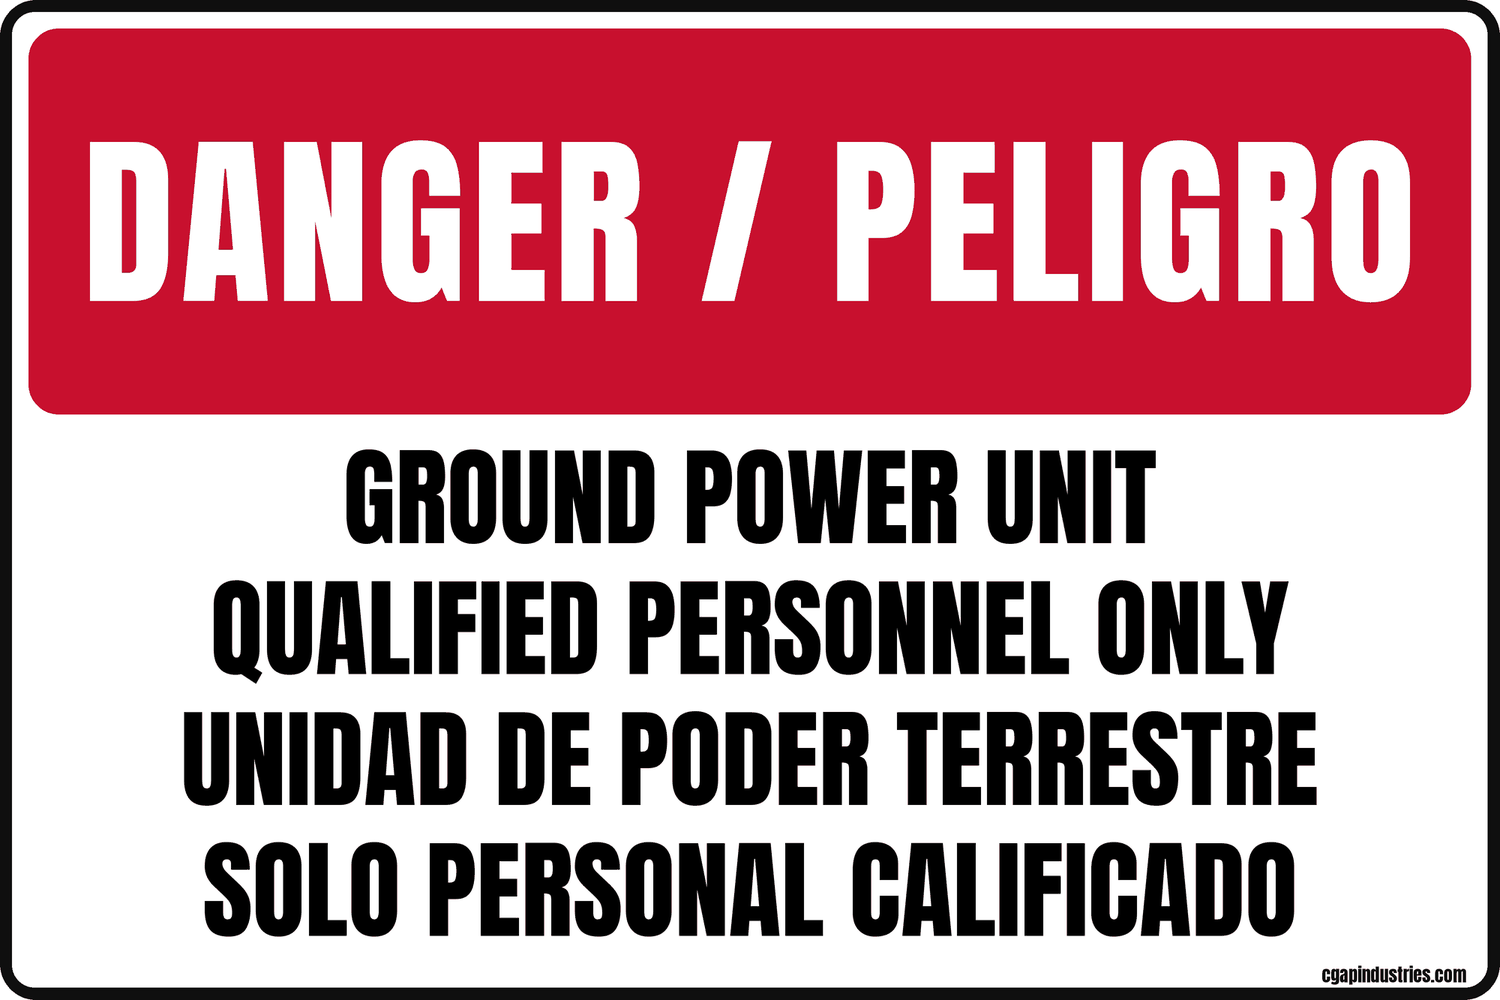 DANGER / PELIGRO
GROUND POWER UNIT
QUALIFIED PERSONNEL ONLY
UNIDAD DE PODER TERRESTRE
SOLO PERSONAL CALIFICADO
cgapindustries.com